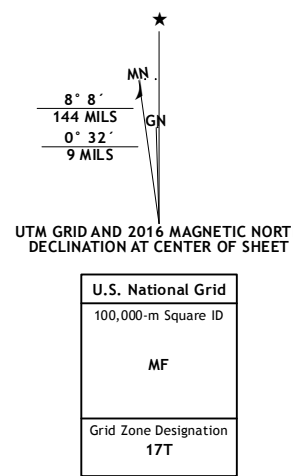 ★
MN
GN
8° 8´
144 MILS
0° 32´
9 MILS
UTM GRID AND 2016 MAGNETIC NORT
DECLINATION AT CENTER OF SHEET
U.S. National Grid
100,000-m Square ID
MF
Grid Zone Designation
17T